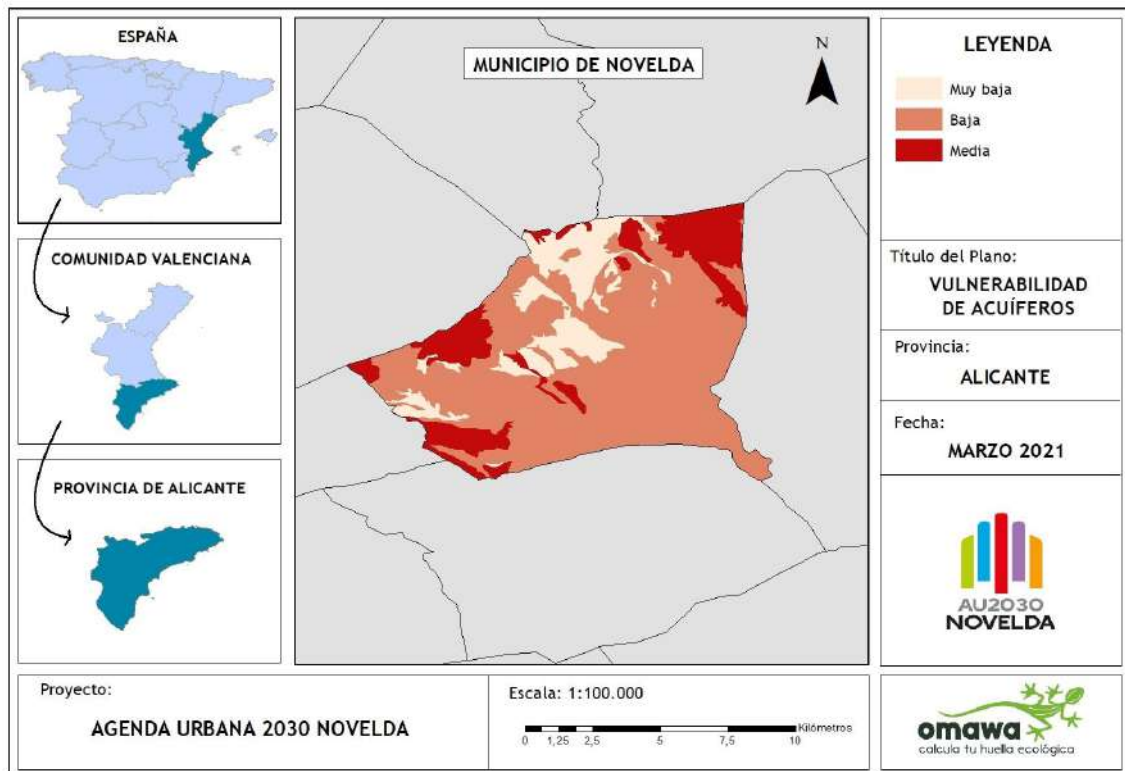 ESPAÑA
COMUNIDAD VALENCIANA
PROVINCIA DE ALICANTE
MUNICIPIO DE NOVELDA
N
LEYENDA
Muy baja
Baja
Media
Título del Plano:
VULNERABILIDAD
DE ACUÍFEROS
Provincia:
ALICANTE
Fecha:
MARZO 2021
AU2030
NOVELDA
Proyecto:
AGENDA URBANA 2030 NOVELDA
Escala: 1:100.000
Kilómetros
0 1,25 2,5 5 7,5 10
omawa
calcula tu huella ecológica